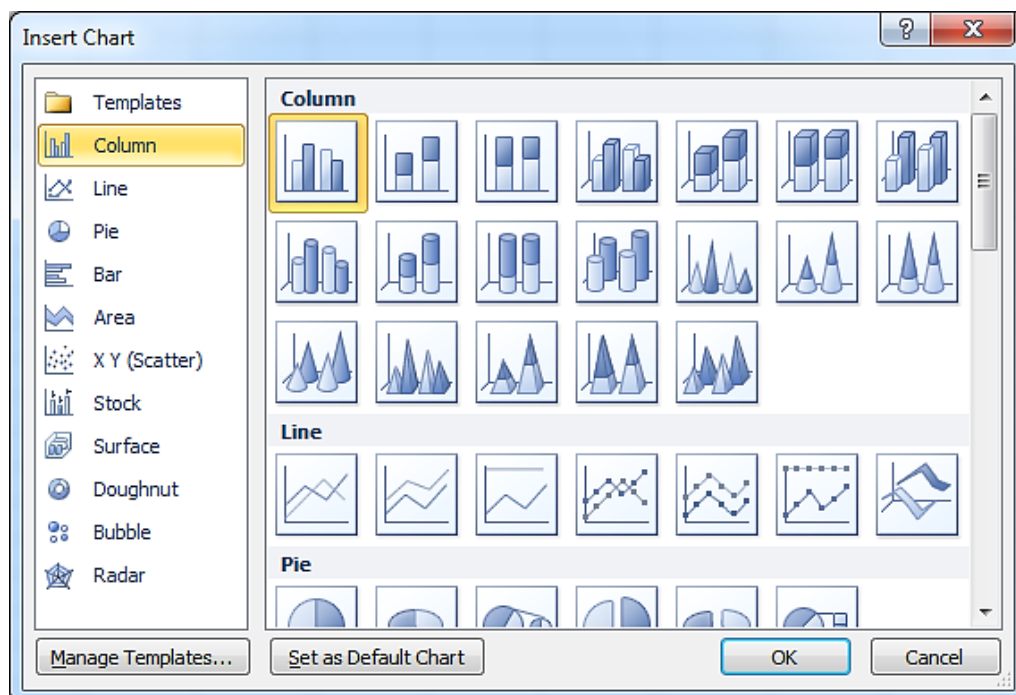 Insert Chart
?
Templates
Column
Line
Pie
Bar
Area
X Y (Scatter)
Stock
Surface
Doughnut
Bubble
Radar
Column
Line
Pie
Manage Templates...
Set as Default Chart
OK
Cancel